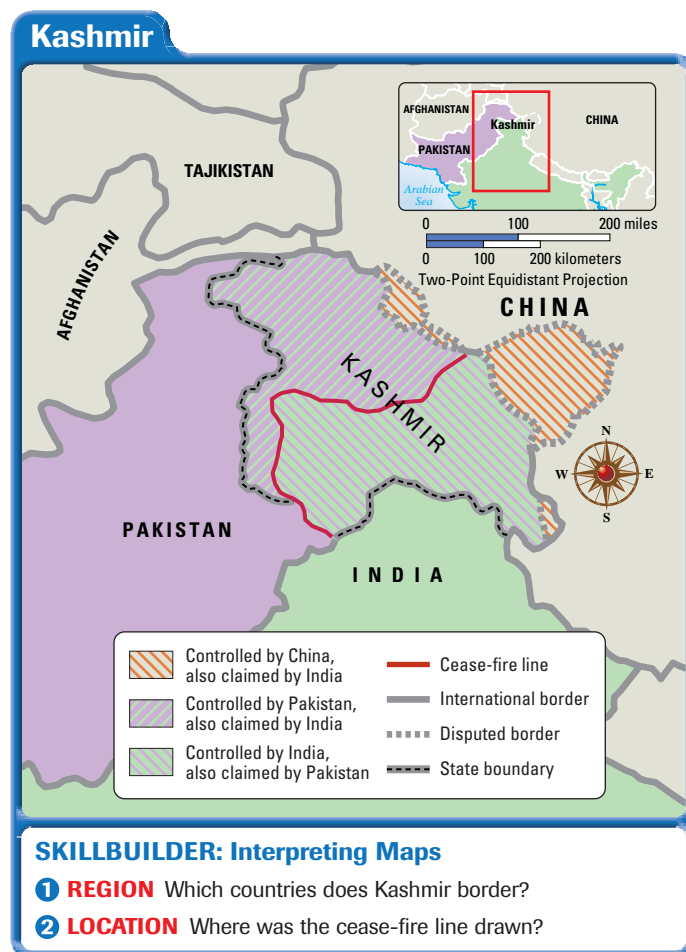 Kashmir
AFGHANISTAN
CHINA
Kashmir
PAKISTAN
Arabian
Sea
TAJIKISTAN
AFGHANISTAN
0 100 200 miles
0 100 200 kilometers
Two-Point Equidistant Projection
CHINA
KASHMIR
N
W E
S
PAKISTAN
INDIA
Controlled by China,
also claimed by India
Controlled by Pakistan,
also claimed by India
Controlled by India,
also claimed by Pakistan
Cease-fire line
International border
Disputed border
State boundary
SKILLBUILDER: Interpreting Maps
1 REGION Which countries does Kashmir border?
2 LOCATION Where was the cease-fire line drawn?